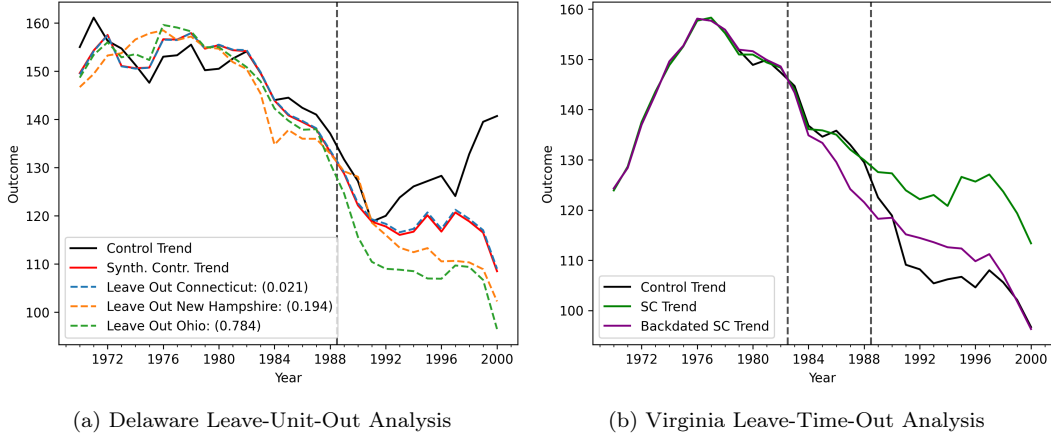 160
150
140
130
120
110
100
Outcome
Control Trend
Synth. Contr. Trend
Leave Out Connecticut: (0.021)
Leave Out New Hampshire: (0.194)
Leave Out Ohio: (0.784)
1972 1976 1980 1984 1988 1992 1996 2000
Year
(a) Delaware Leave-Unit-Out Analysis
160
150
140
130
120
110
100
Outcome
Control Trend
SC Trend
Backdated SC Trend
1972 1976 1980 1984 1988 1992 1996 2000
Year
(b) Virginia Leave-Time-Out Analysis